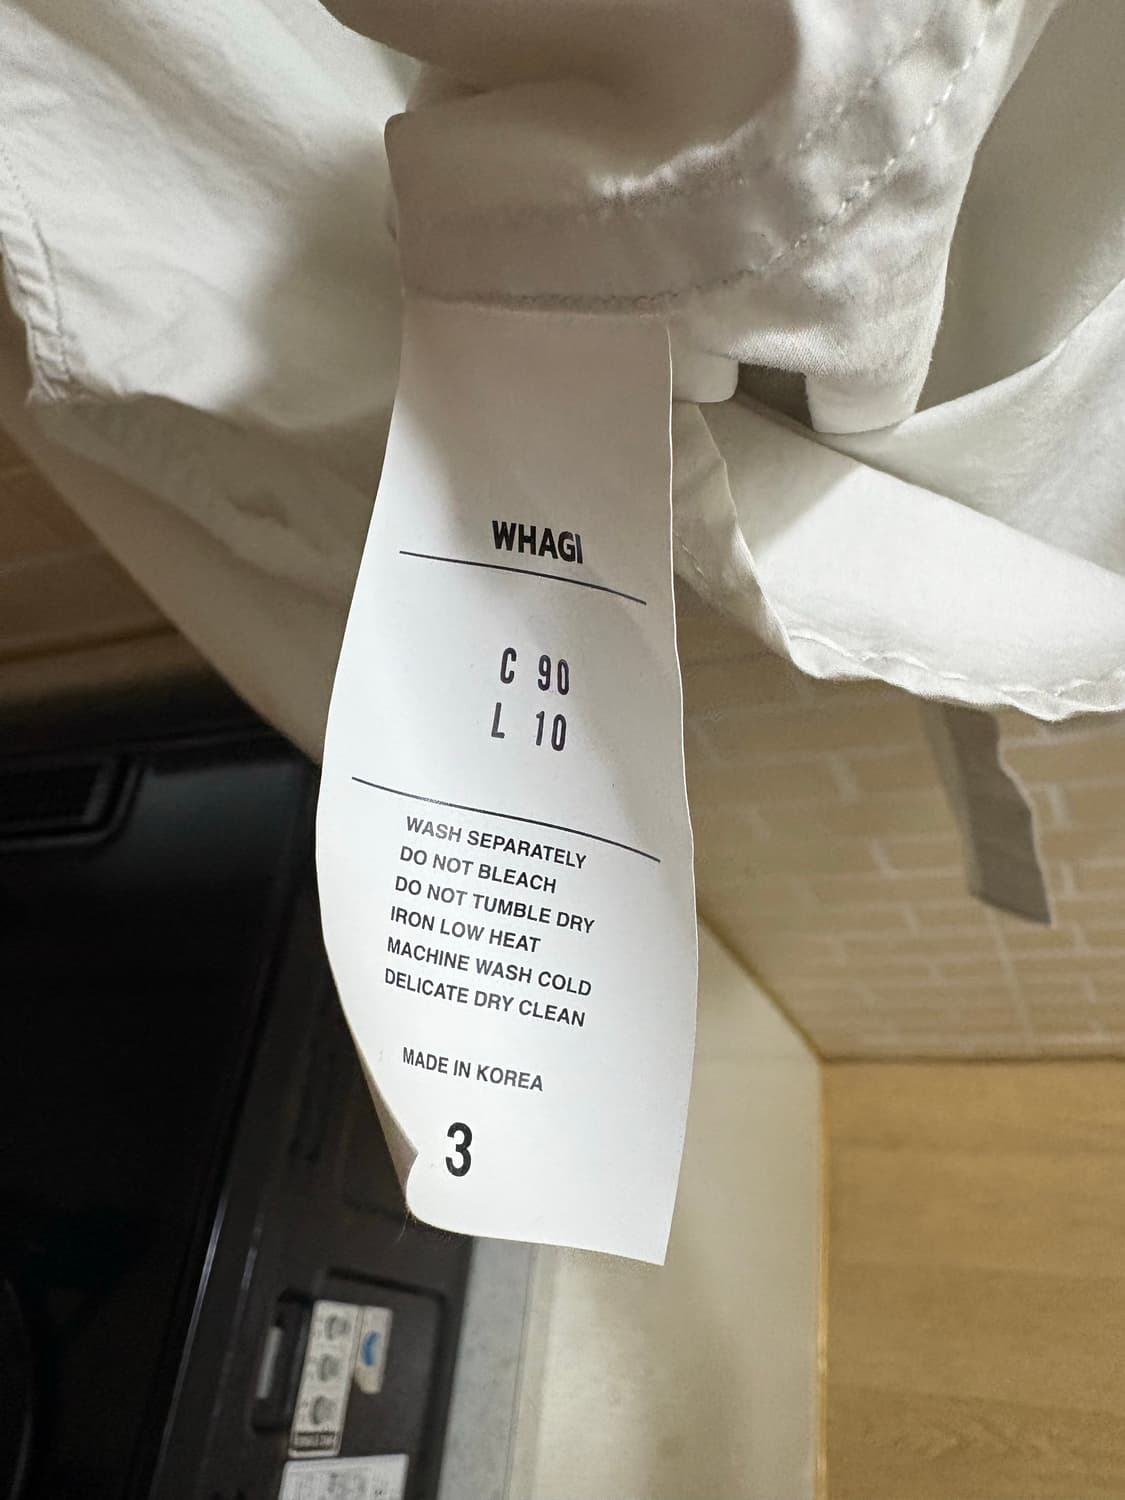 WHAGI
C 90
L 10
WASH SEPARATELY
DO NOT BLEACH
DO NOT TUMBLE DRY
IRON LOW HEAT
MACHINE WASH COLD
DELICATE DRY CLEAN
MADE IN KOREA
3